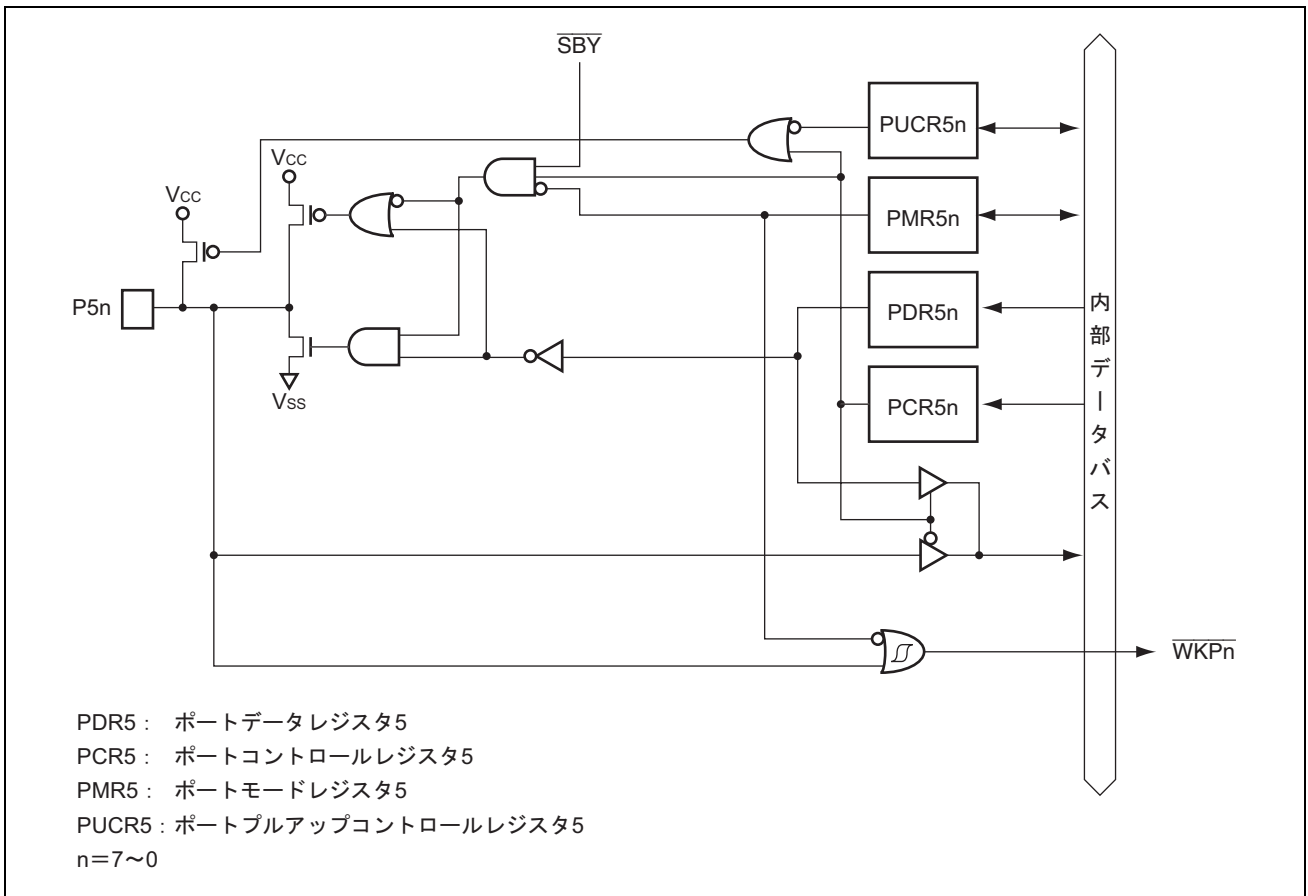 SBY
PUCR5n
VCC
PMR5n
VCC
PDR5n
P5n
内部データバス
PCR5n
VSS
WKPn
PDR5： ポートデータレジスタ5
PCR5： ポートコントロールレジスタ5
PMR5： ポートモードレジスタ5
PUCR5：ポートプルアップコントロールレジスタ5
n＝7～0